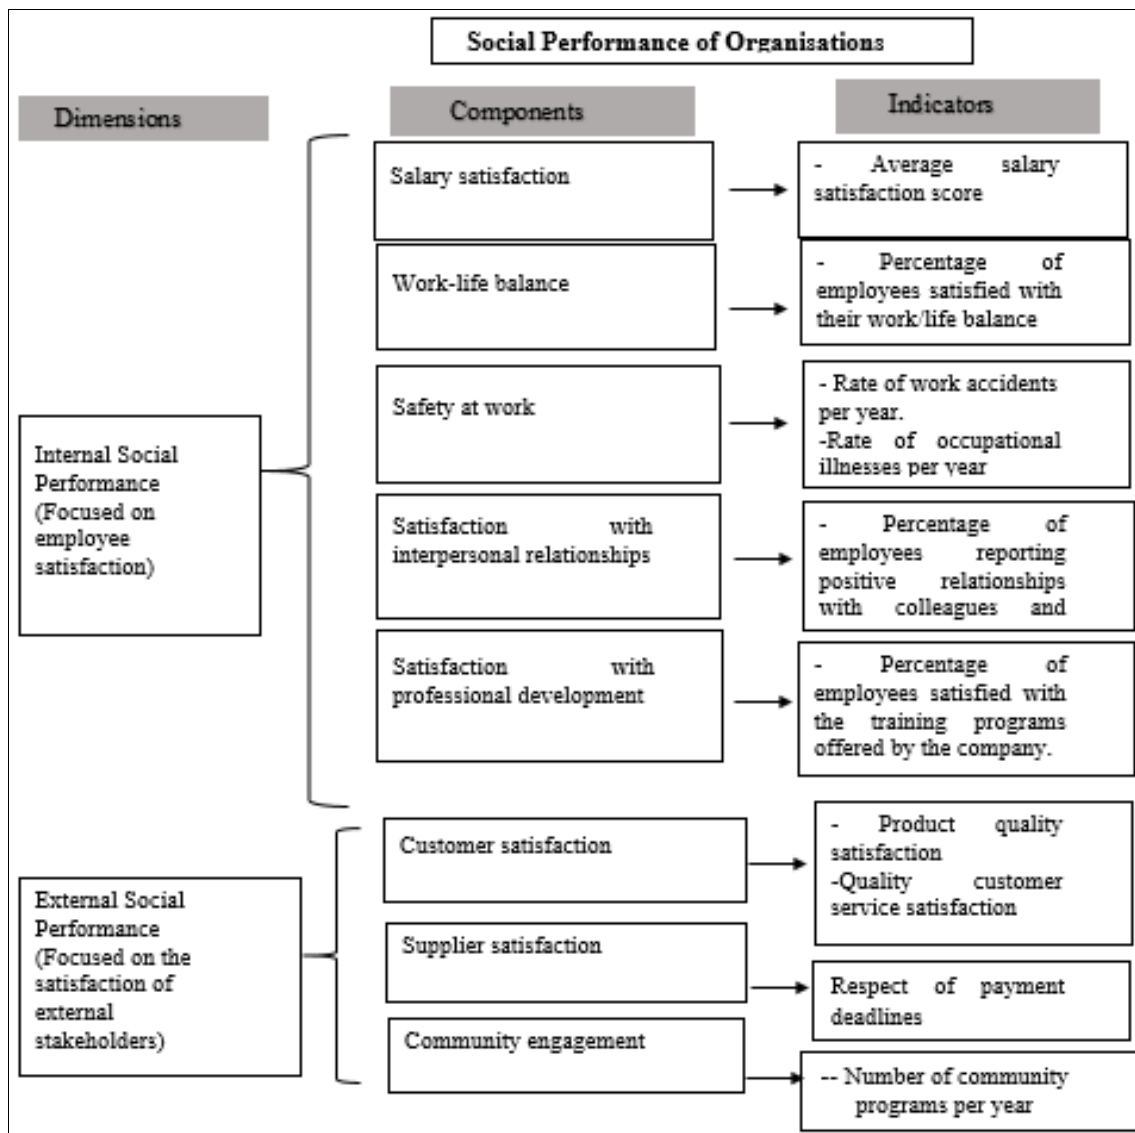 Social Performance of Organisations
Dimensions
Components
Indicators
Internal Social
Performance
(Focused on
employee
satisfaction)
Salary satisfaction
- Average salary
satisfaction score
Work-life balance
- Percentage of
employees satisfied with
their work/life balance
Safety at work
- Rate of work accidents
per year.
-Rate of occupational
illnesses per year
Satisfaction with
interpersonal relationships
- Percentage of
employees reporting
positive relationships
with colleagues and
Satisfaction with
professional development
- Percentage of
employees satisfied with
the training programs
offered by the company.
External Social
Performance
(Focused on the
satisfaction of
external
stakeholders)
Customer satisfaction
- Product quality
satisfaction
-Quality customer
service satisfaction
Supplier satisfaction
Respect of payment
deadlines
Community engagement
-- Number of community
programs per year